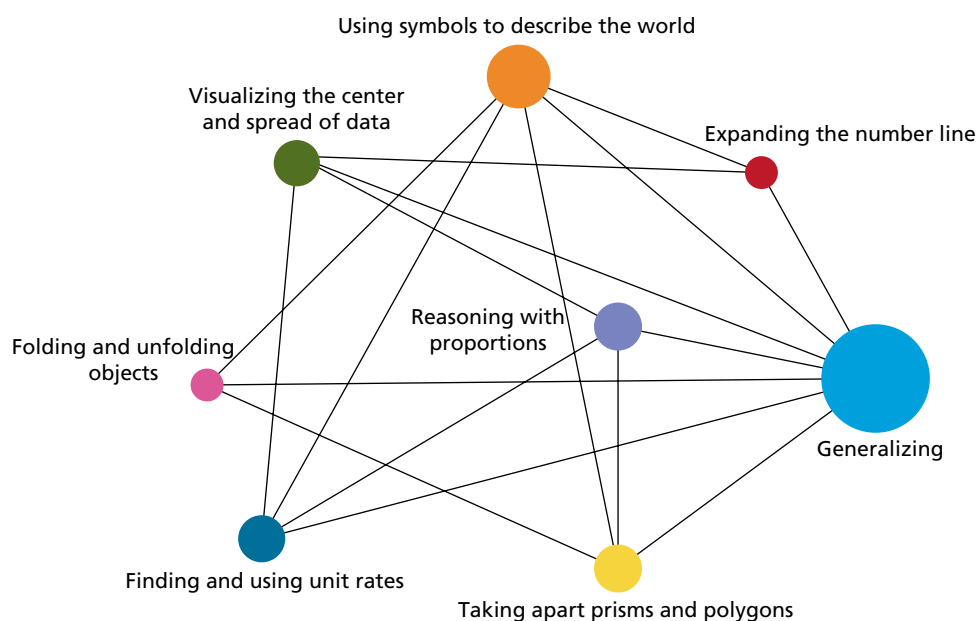 Using symbols to describe the world
Visualizing the center
and spread of data
Expanding the number line
Reasoning with
proportions
Folding and unfolding
objects
Generalizing
Finding and using unit rates
Taking apart prisms and polygons